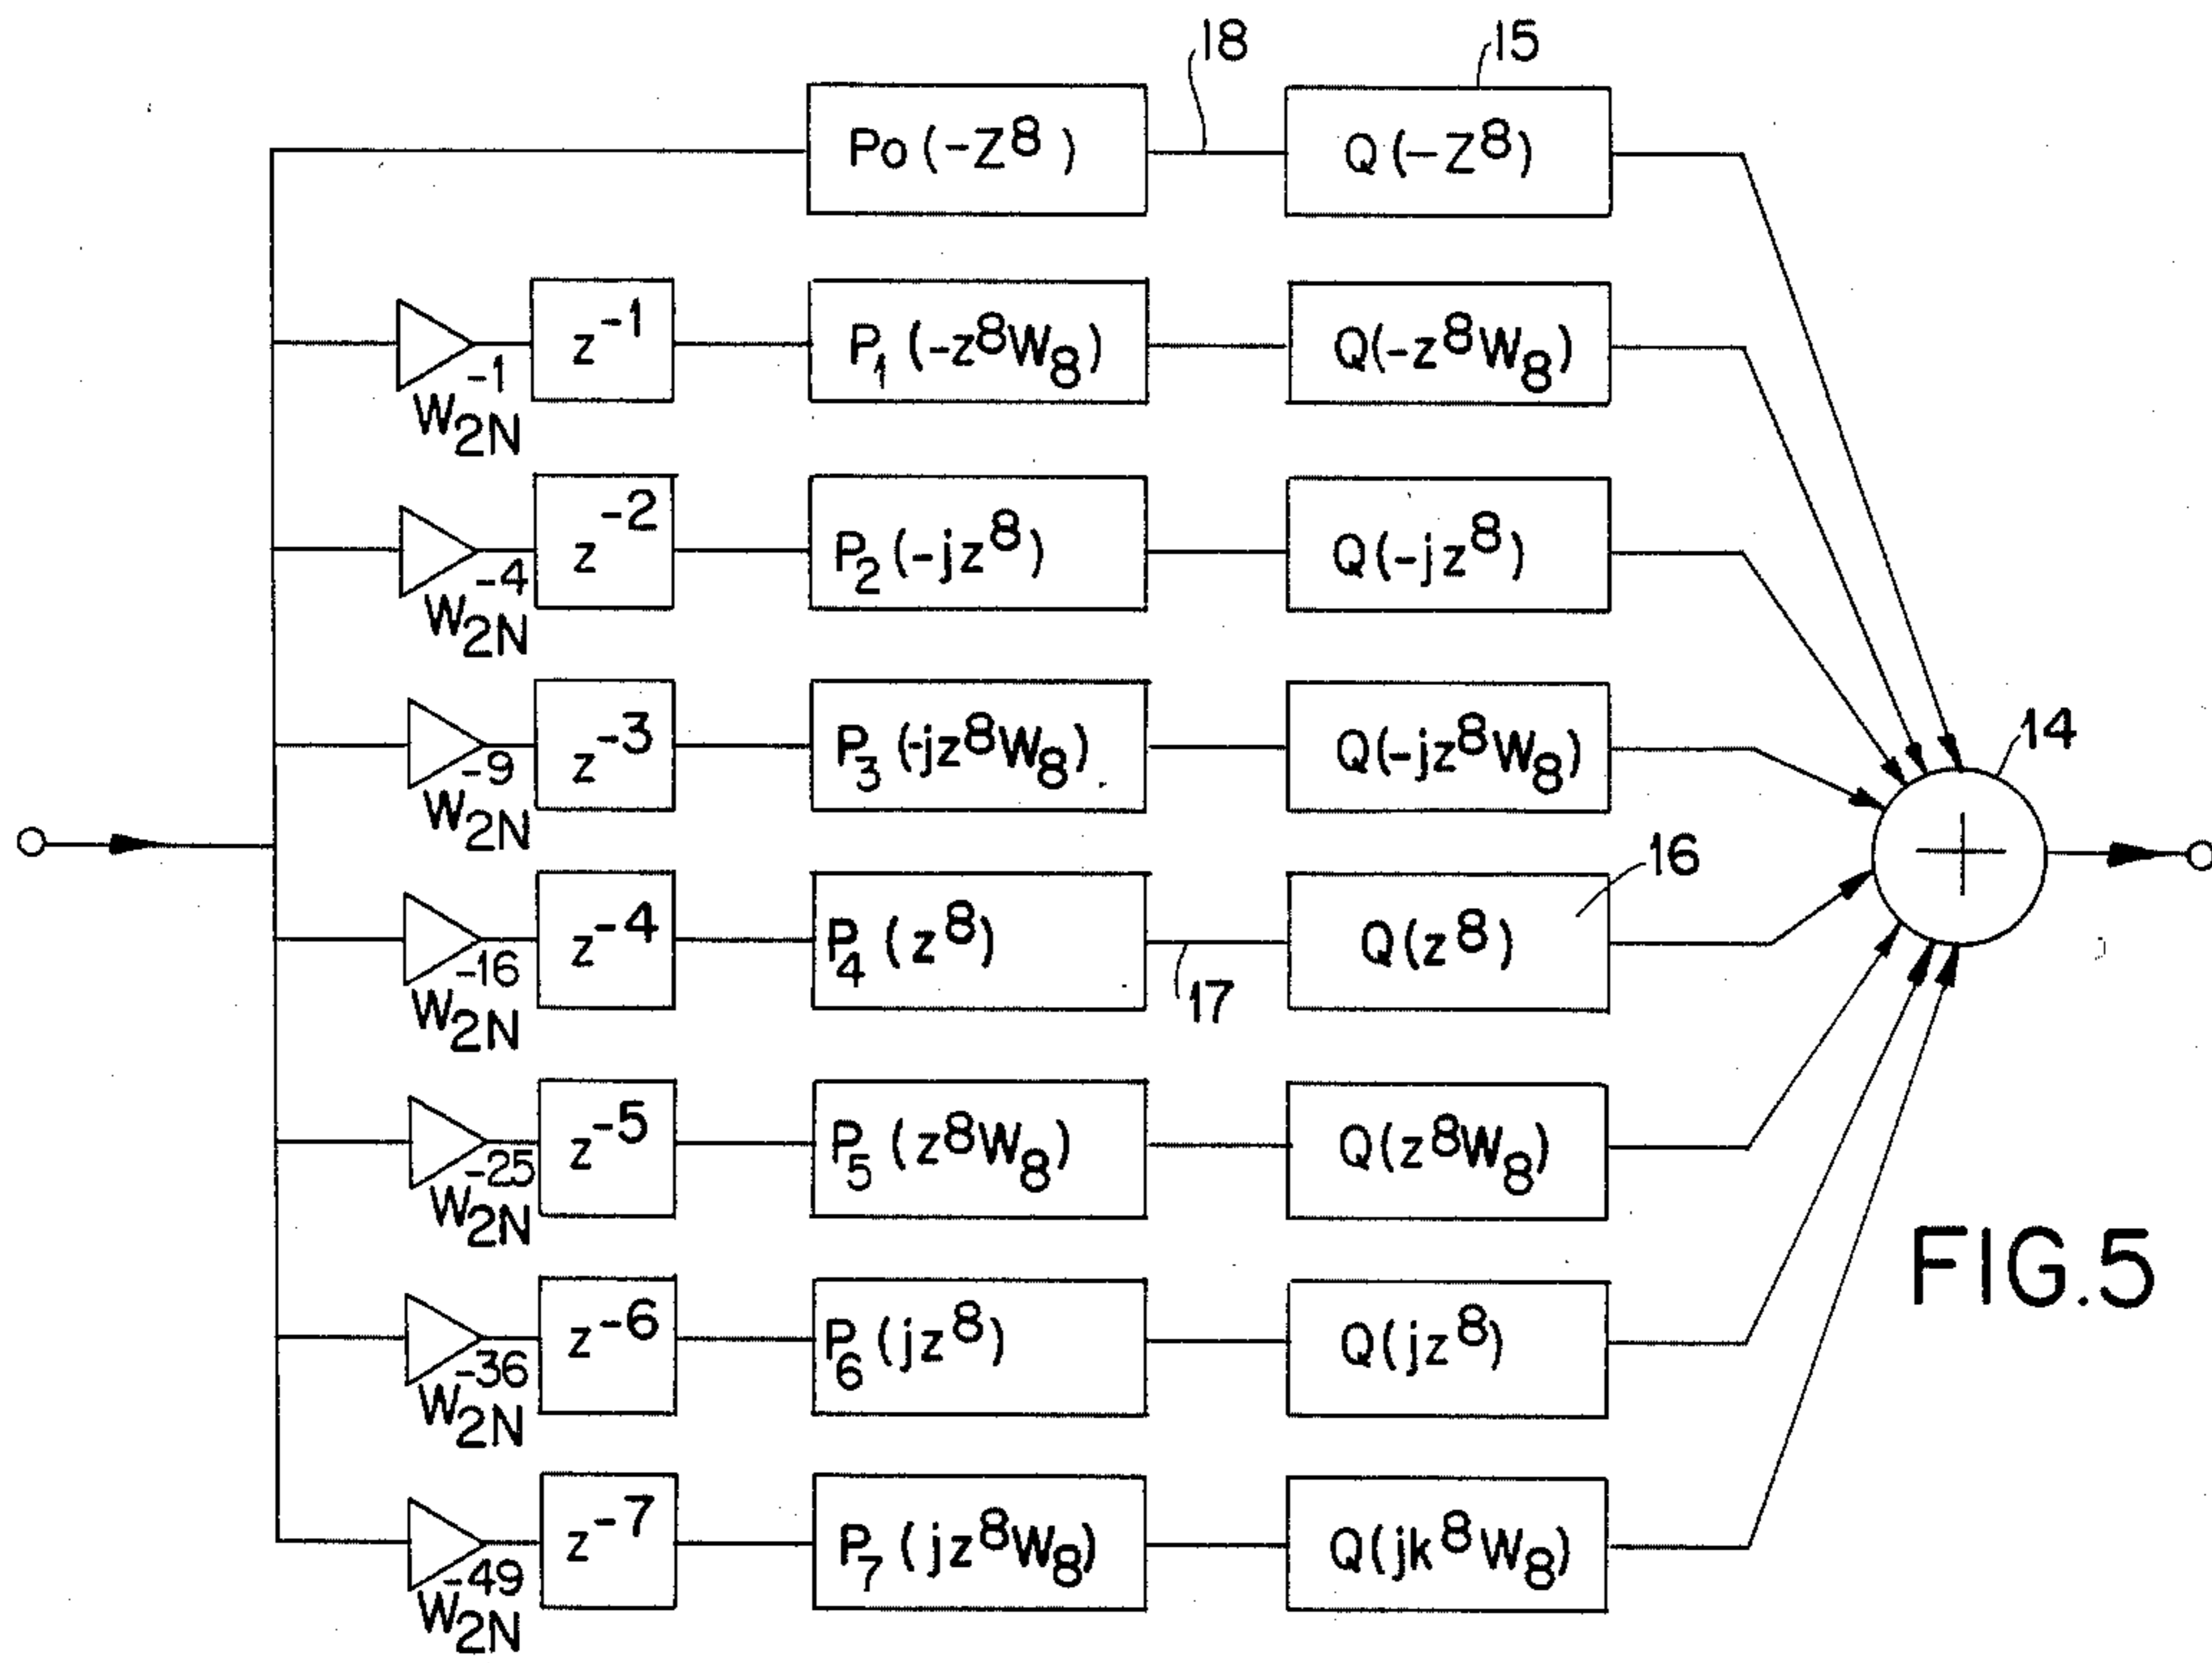 18
15
Po (-Z⁸)
Q (-Z⁸)
W₂N⁻¹
z⁻¹
P₁ (-z⁸W₈)
Q(-z⁸W₈)
W₂N⁻⁴
z⁻²
P₂ (-jz⁸)
Q(-jz⁸)
W₂N⁻⁹
z⁻³
P₃ (-jz⁸W₈)
Q(-jz⁸W₈)
14
W₂N⁻¹⁶
z⁻⁴
P₄ (z⁸)
17
Q(z⁸)
16
W₂N⁻²⁵
z⁻⁵
P₅ (z⁸W₈)
Q(z⁸W₈)
W₂N⁻³⁶
z⁻⁶
P₆ (jz⁸)
Q(jz⁸)
FIG.5
W₂N⁻⁴⁹
z⁻⁷
P₇ (jz⁸W₈)
Q(jk⁸W₈)